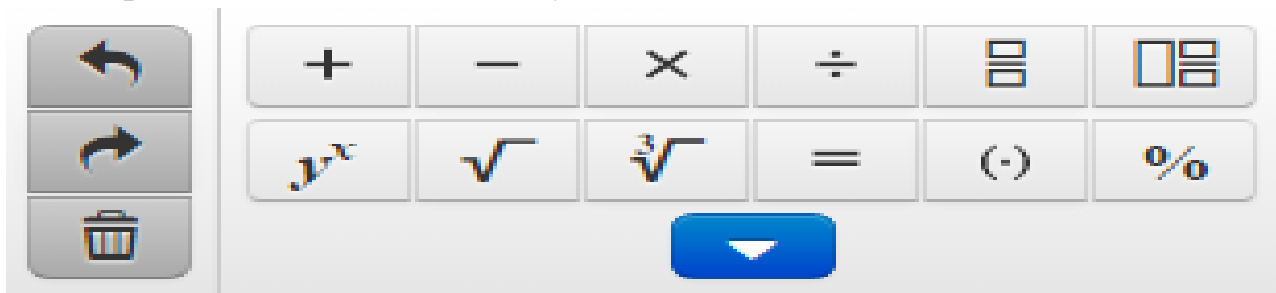 + − × ÷
yˣ √ ∛ = (-) %